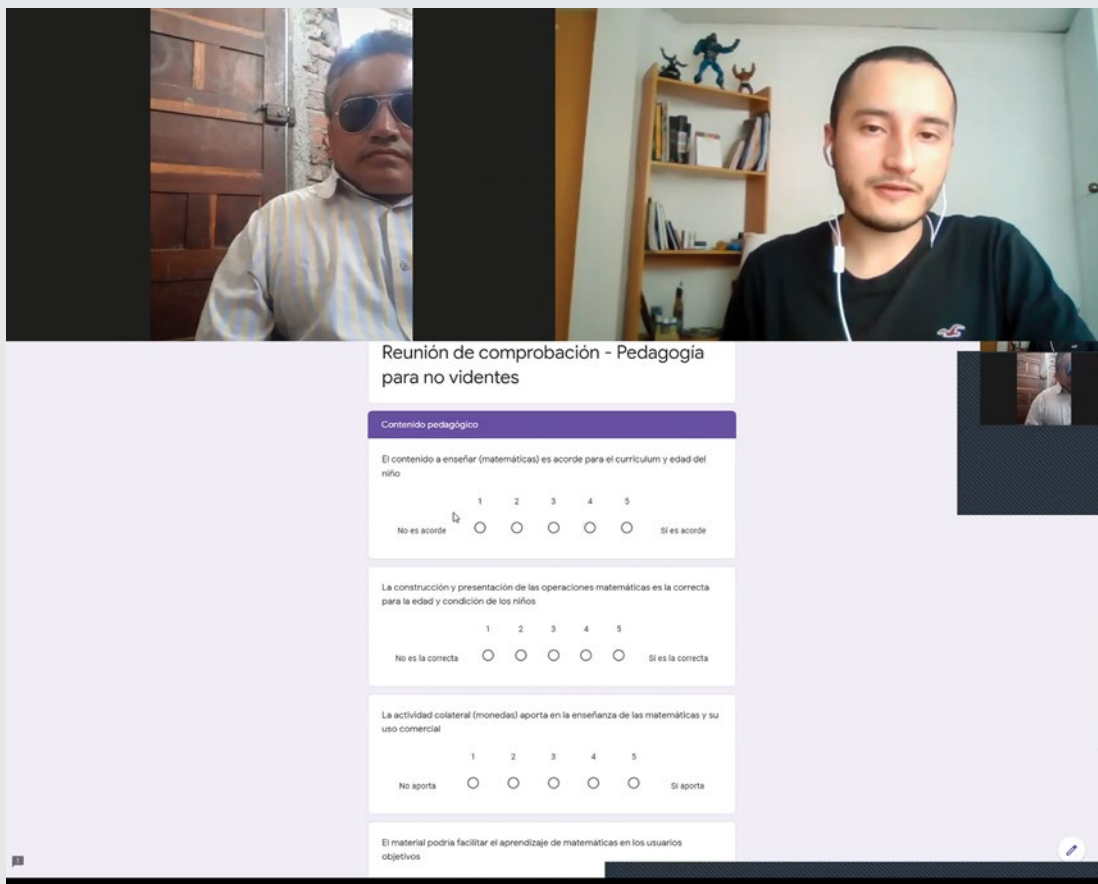 Reunión de comprobación - Pedagogía
para no videntes
Contenido pedagógico
El contenido a enseñar (matemáticas) es acorde para el curriculum y edad del
niño
1 2 3 4 5
No es acorde Sí es acorde
La construcción y presentación de las operaciones matemáticas es la correcta
para la edad y condición de los niños
1 2 3 4 5
No es la correcta Sí es la correcta
La actividad colateral (monedas) aporta en la enseñanza de las matemáticas y su
uso comercial
1 2 3 4 5
No aporta Si aporta
El material podría facilitar el aprendizaje de matemáticas en los usuarios
objetivos